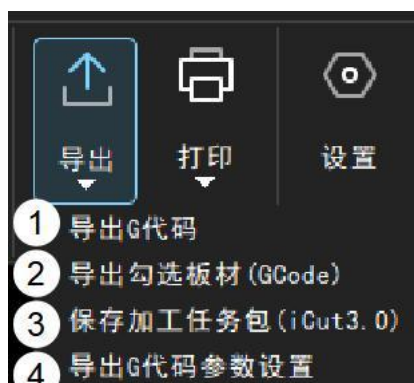 导出 打印 设置
1 导出G代码
2 导出勾选板材(GCode)
3 保存加工任务包(iCut3.0)
4 导出G代码参数设置